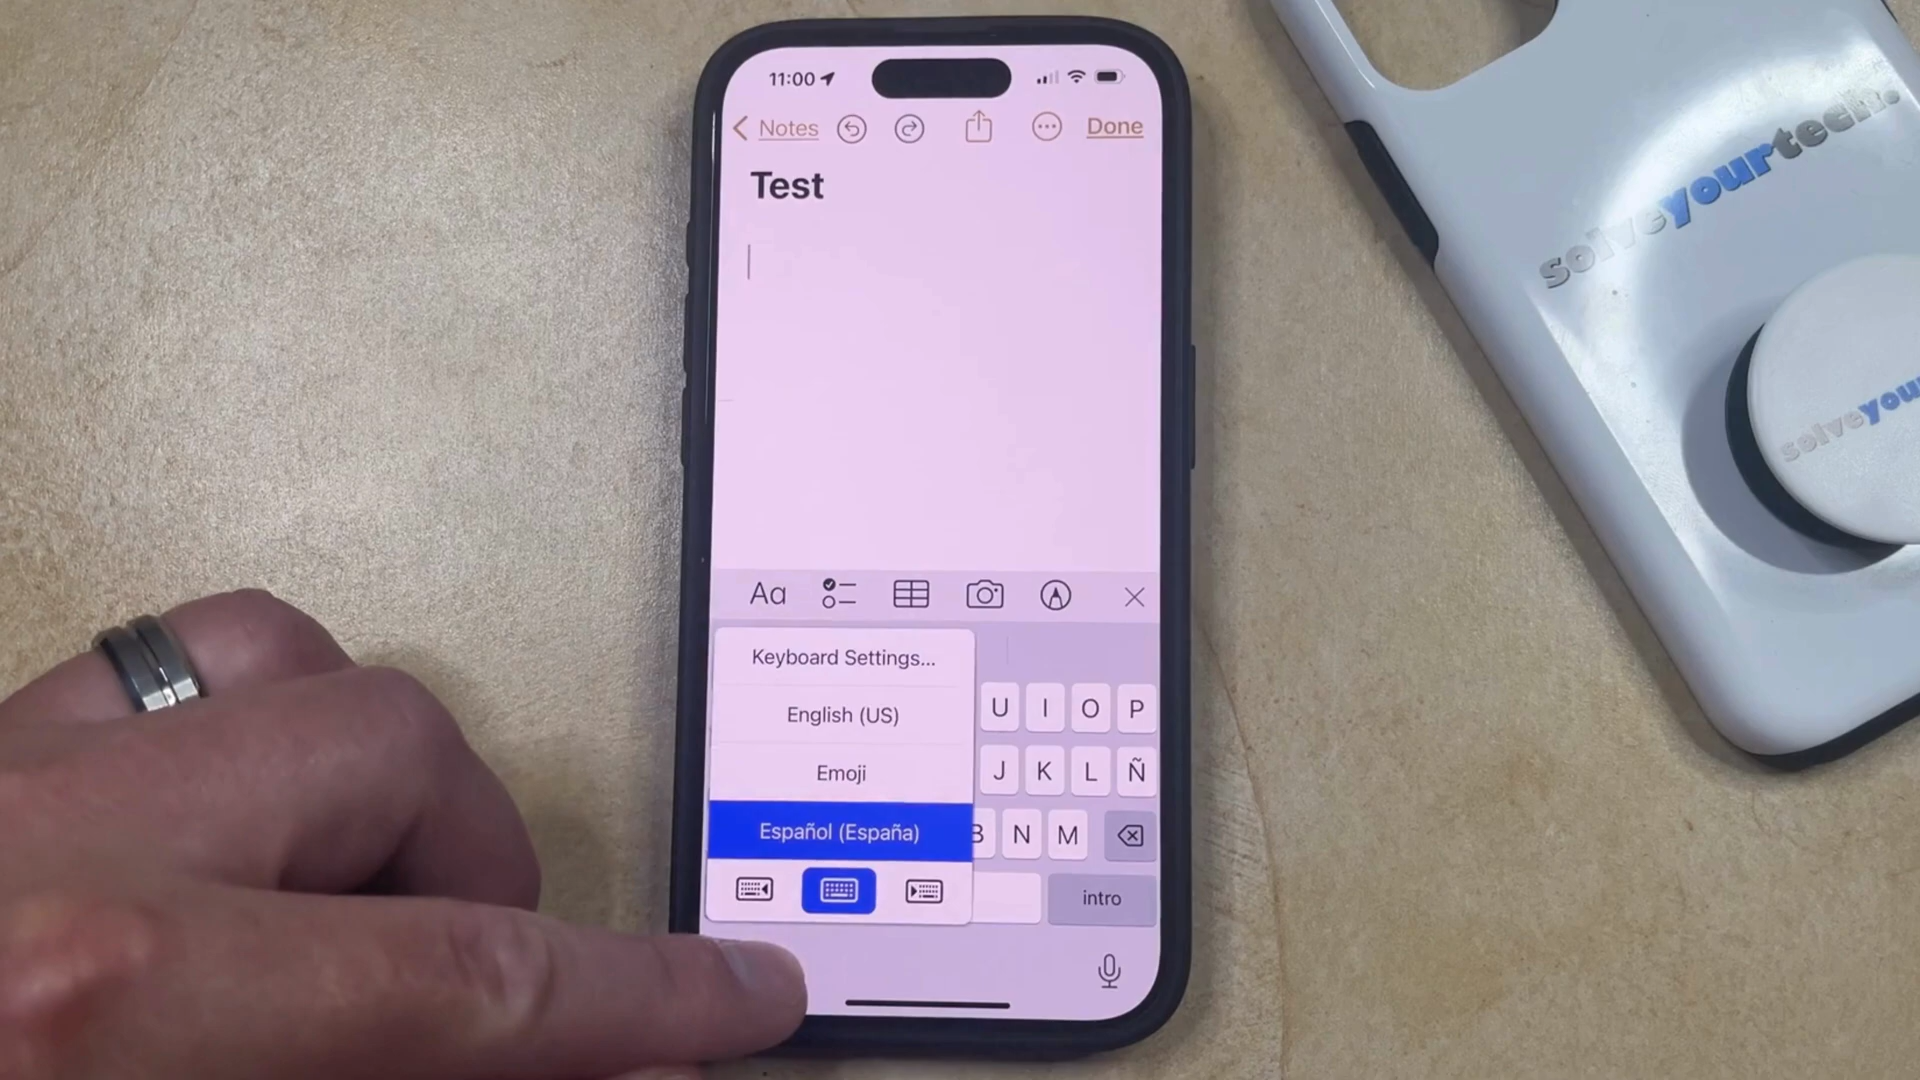 11:00
Notes
Done
Test
Aa
Keyboard Settings...
English (US)
Emoji
Español (España)
U I O P
J K L Ñ
B N M
intro
solveyourtech.
solveyou